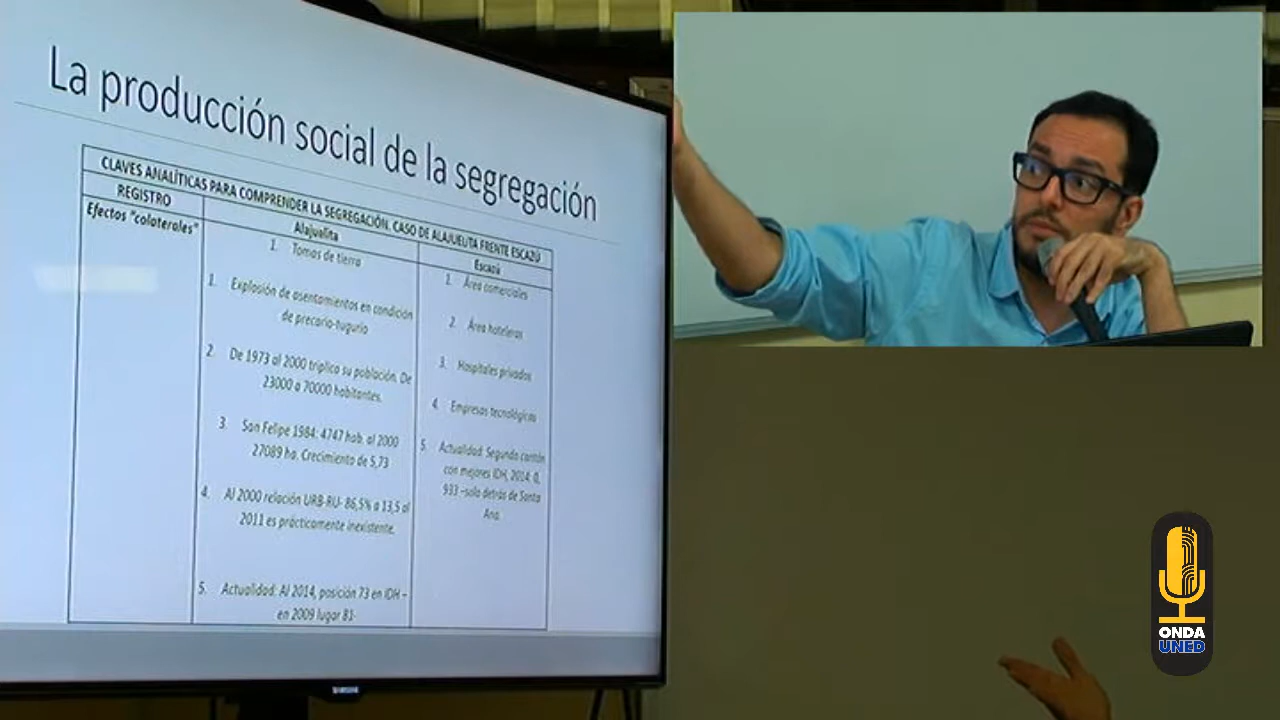 La producción social de la segregación
CLAVES ANALÍTICAS PARA COMPRENDER LA SEGREGACIÓN. CASO DE ALAJUELITA FRENTE ESCAZÚ
REGISTRO
Alajuelita
Escazú
Efectos "colaterales"
1. Tomas de tierra
1. Explosión de asentamientos en condición
de precario-tugurio
2. De 1973 al 2000 triplica su población. De
23000 a 70000 habitantes.
3. San Felipe 1984: 4747 hab. al 2000
27089 ha. Crecimiento de 5,73
4. Al 2000 relación URB-RU- 86,5% a 13,5 al
2011 es prácticamente inexistente.
5. Actualidad: Al 2014, posición 73 en IDH –
en 2009 lugar 81-
1. Área comerciales
2. Área hoteleras
3. Hospitales privados
4. Empresas tecnológicas
5. Actualidad: Segundo cantón
con mejores IDH, 2014: 0,
933 –solo detrás de Santa
Ana.
SAMSUNG
ONDA
UNED